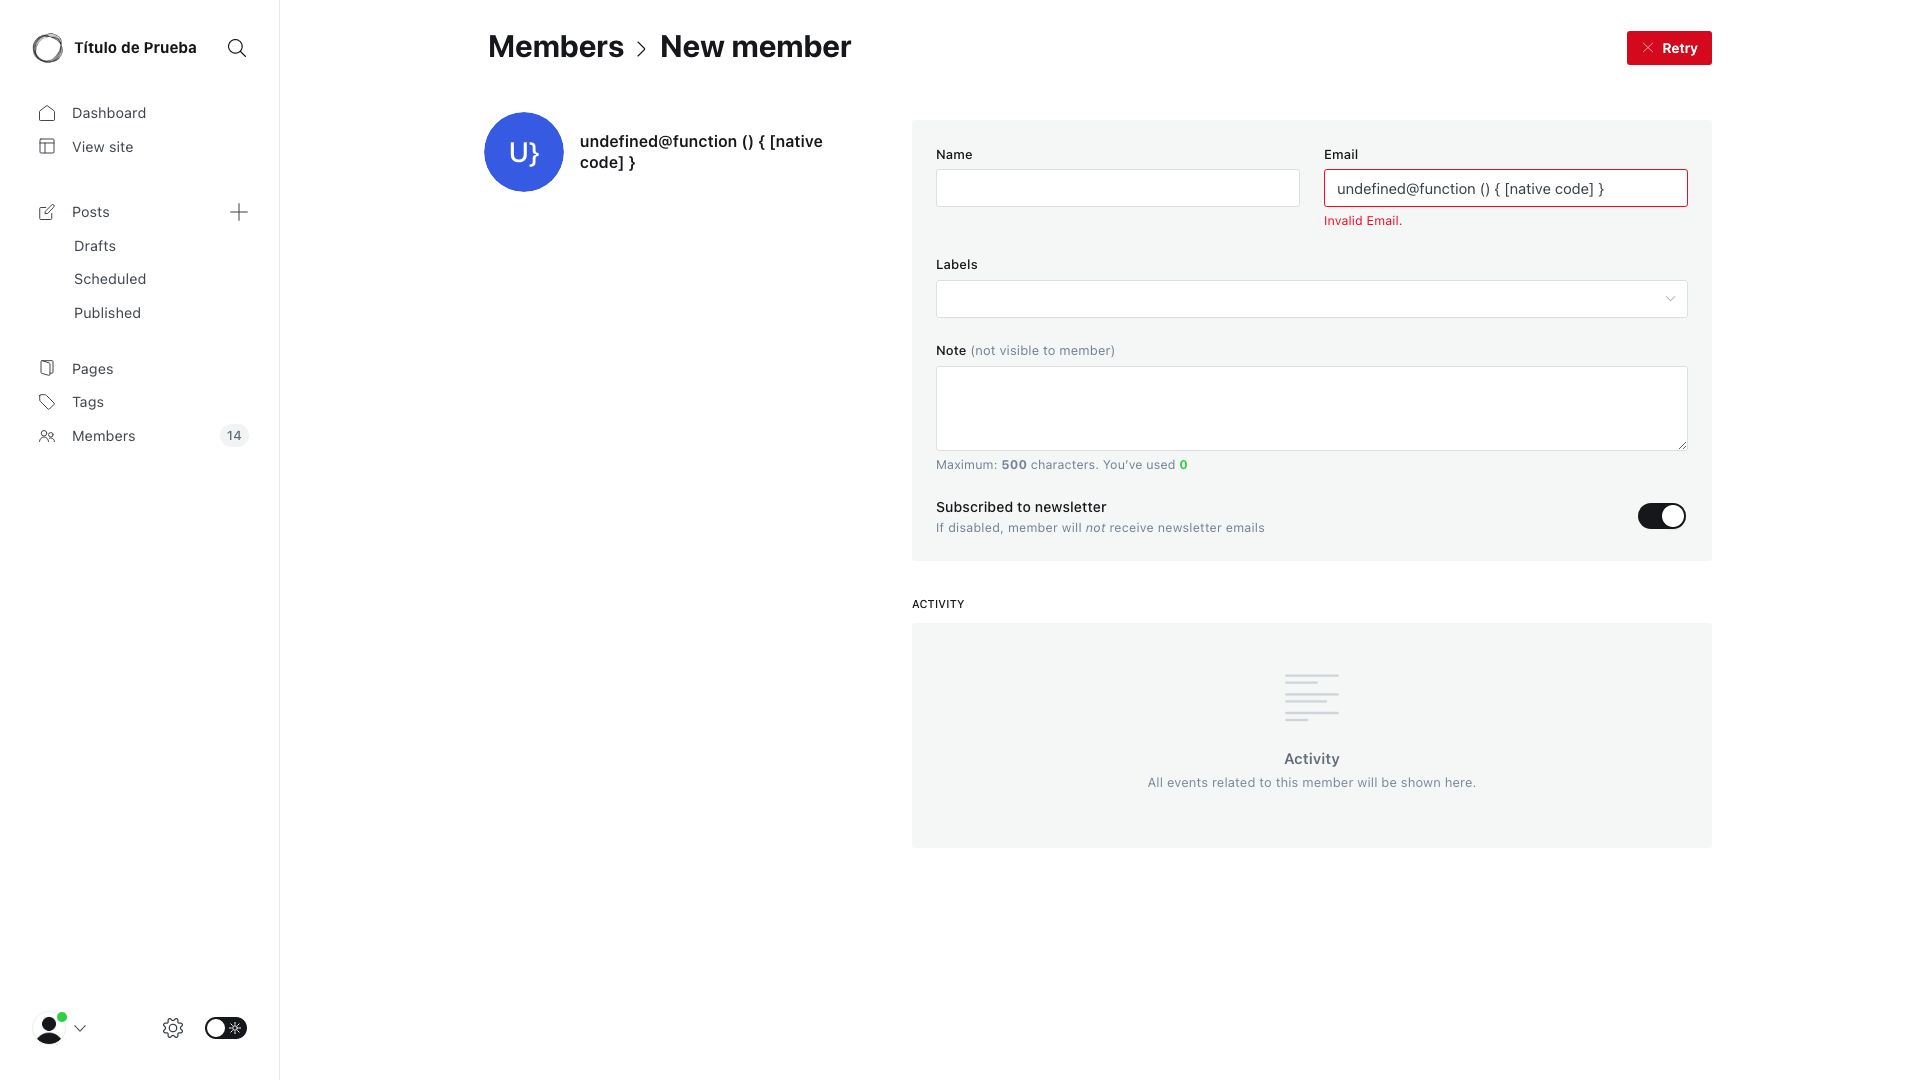 Título de Prueba
Dashboard
View site
Posts
Drafts
Scheduled
Published
Pages
Tags
Members
14
Members
New member
Retry
U}
undefined@function () { [native
code] }
Name
Email
undefined@function () { [native code] }
Invalid Email.
Labels
Note (not visible to member)
Maximum: 500 characters. You’ve used 0
Subscribed to newsletter
If disabled, member will not receive newsletter emails
ACTIVITY
Activity
All events related to this member will be shown here.